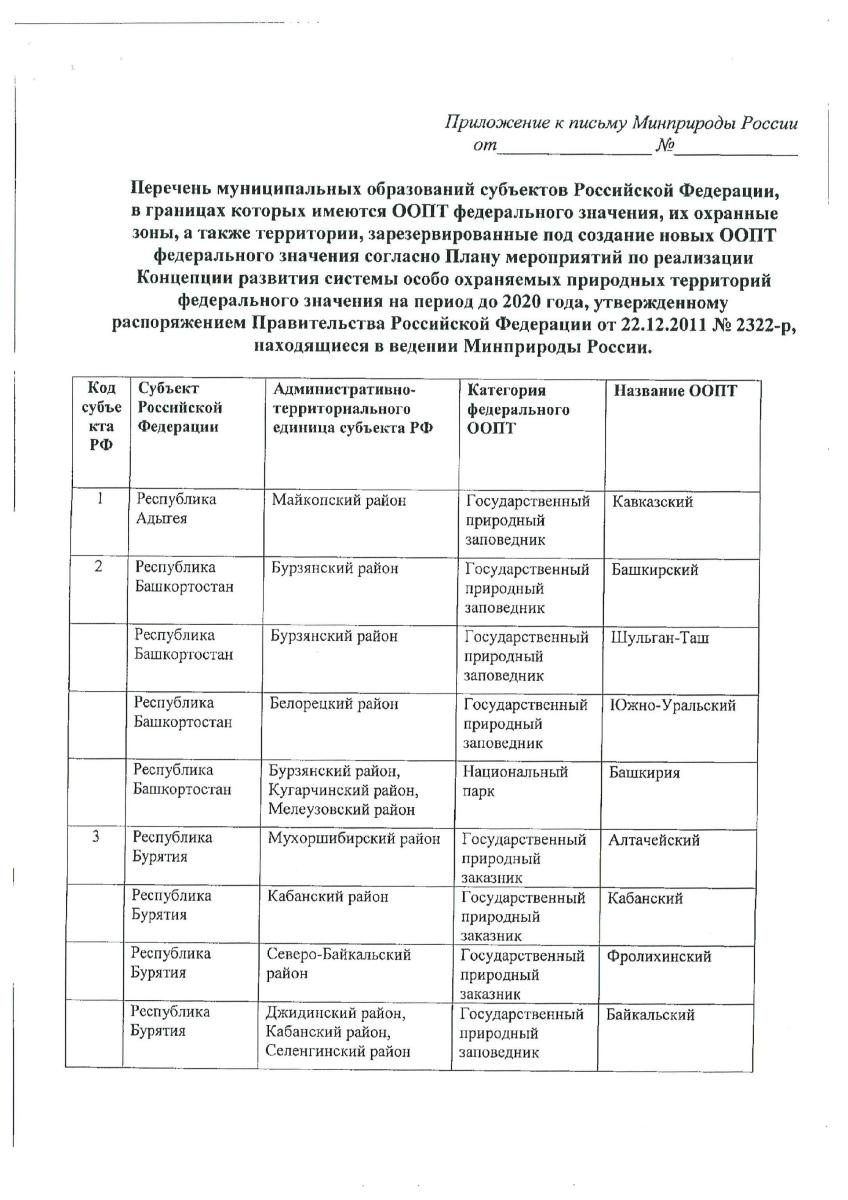 Приложение к письму Минприроды России
от_________________ №______________
Перечень муниципальных образований субъектов Российской Федерации,
в границах которых имеются ООПТ федерального значения, их охранные
зоны, а также территории, зарезервированные под создание новых ООПТ
федерального значения согласно Плану мероприятий по реализации
Концепции развития системы особо охраняемых природных территорий
федерального значения на период до 2020 года, утвержденному
распоряжением Правительства Российской Федерации от 22.12.2011 № 2322-р,
находящиеся в ведении Минприроды России.
Код Субъект Административно- Категория Название ООПТ
субъе Российской территориального федерального
кта Федерации единица субъекта РФ ООПТ
РФ
1 Республика Майкопский район Государственный Кавказский
Адыгея природный
заповедник
2 Республика Бурзянский район Государственный Башкирский
Башкортостан природный
заповедник
Республика Бурзянский район Государственный Шульган-Таш
Башкортостан природный
заповедник
Республика Белорецкий район Государственный Южно-Уральский
Башкортостан природный
заповедник
Республика Бурзянский район, Национальный Башкирия
Башкортостан Кугарчинский район, парк
Мелеузовский район
3 Республика Мухоршибирский район Государственный Алтачейский
Бурятия природный
заказник
Республика Кабанский район Государственный Кабанский
Бурятия природный
заказник
Республика Северо-Байкальский Государственный Фролихинский
Бурятия район природный
заказник
Республика Джидинский район, Государственный Байкальский
Бурятия Кабанский район, природный
Селенгинский район заповедник